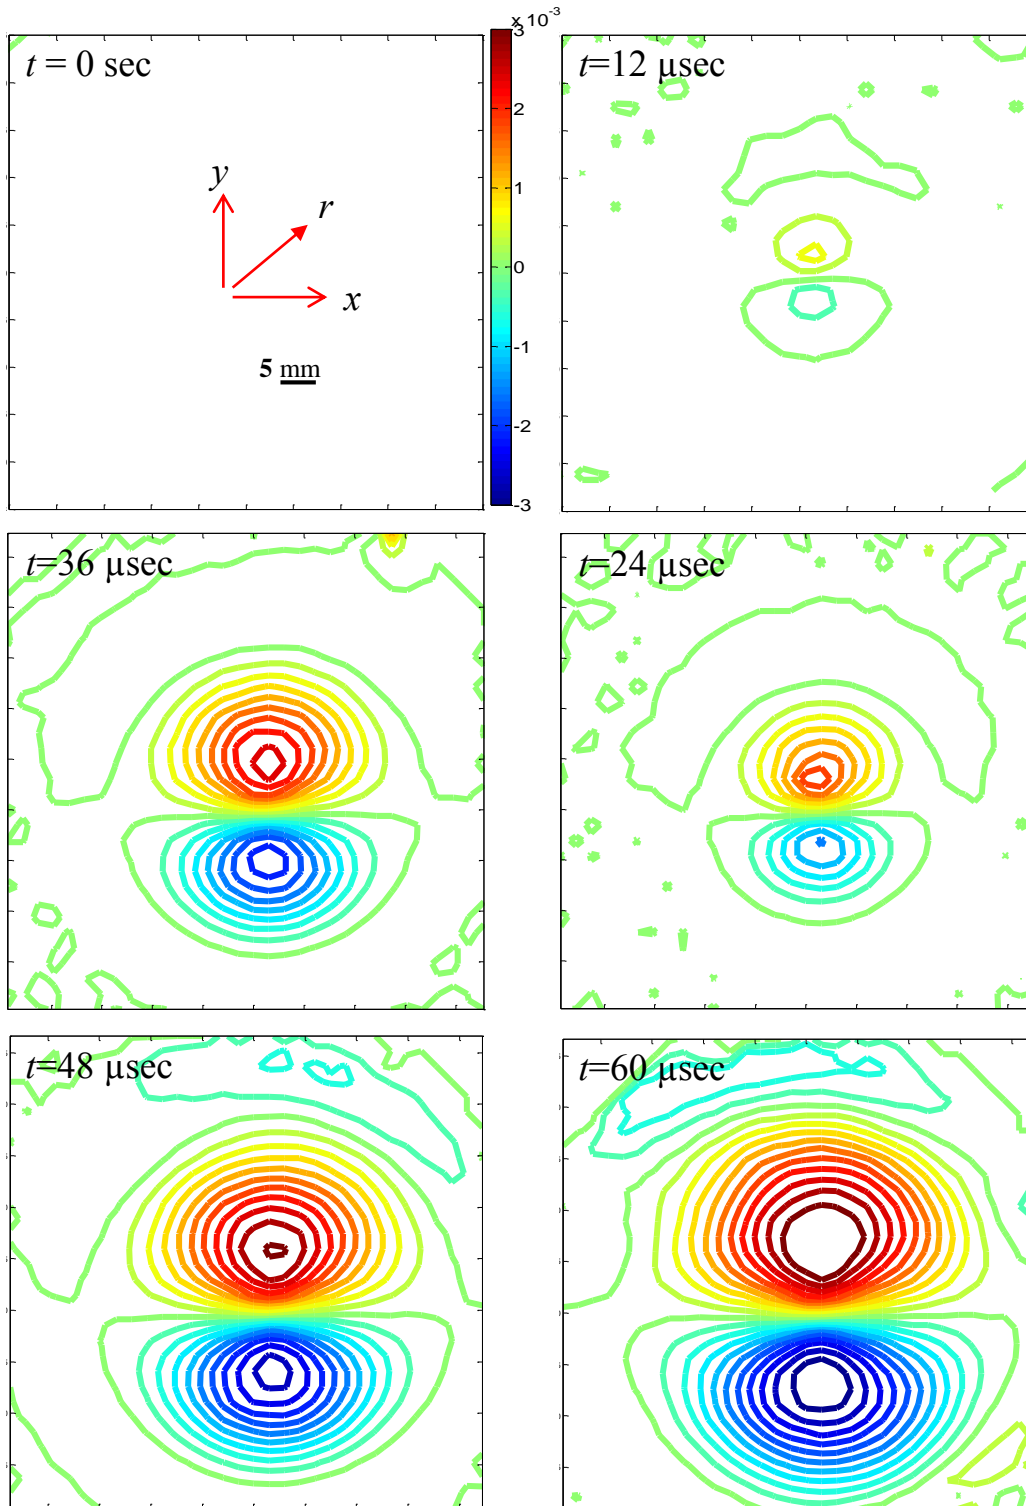 x 10-3
t = 0 sec
3
t=12 µsec
2
y
1
r
0
x
5 mm
-1
-2
-3
t=36 µsec
t=24 µsec
t=48 µsec
t=60 µsec